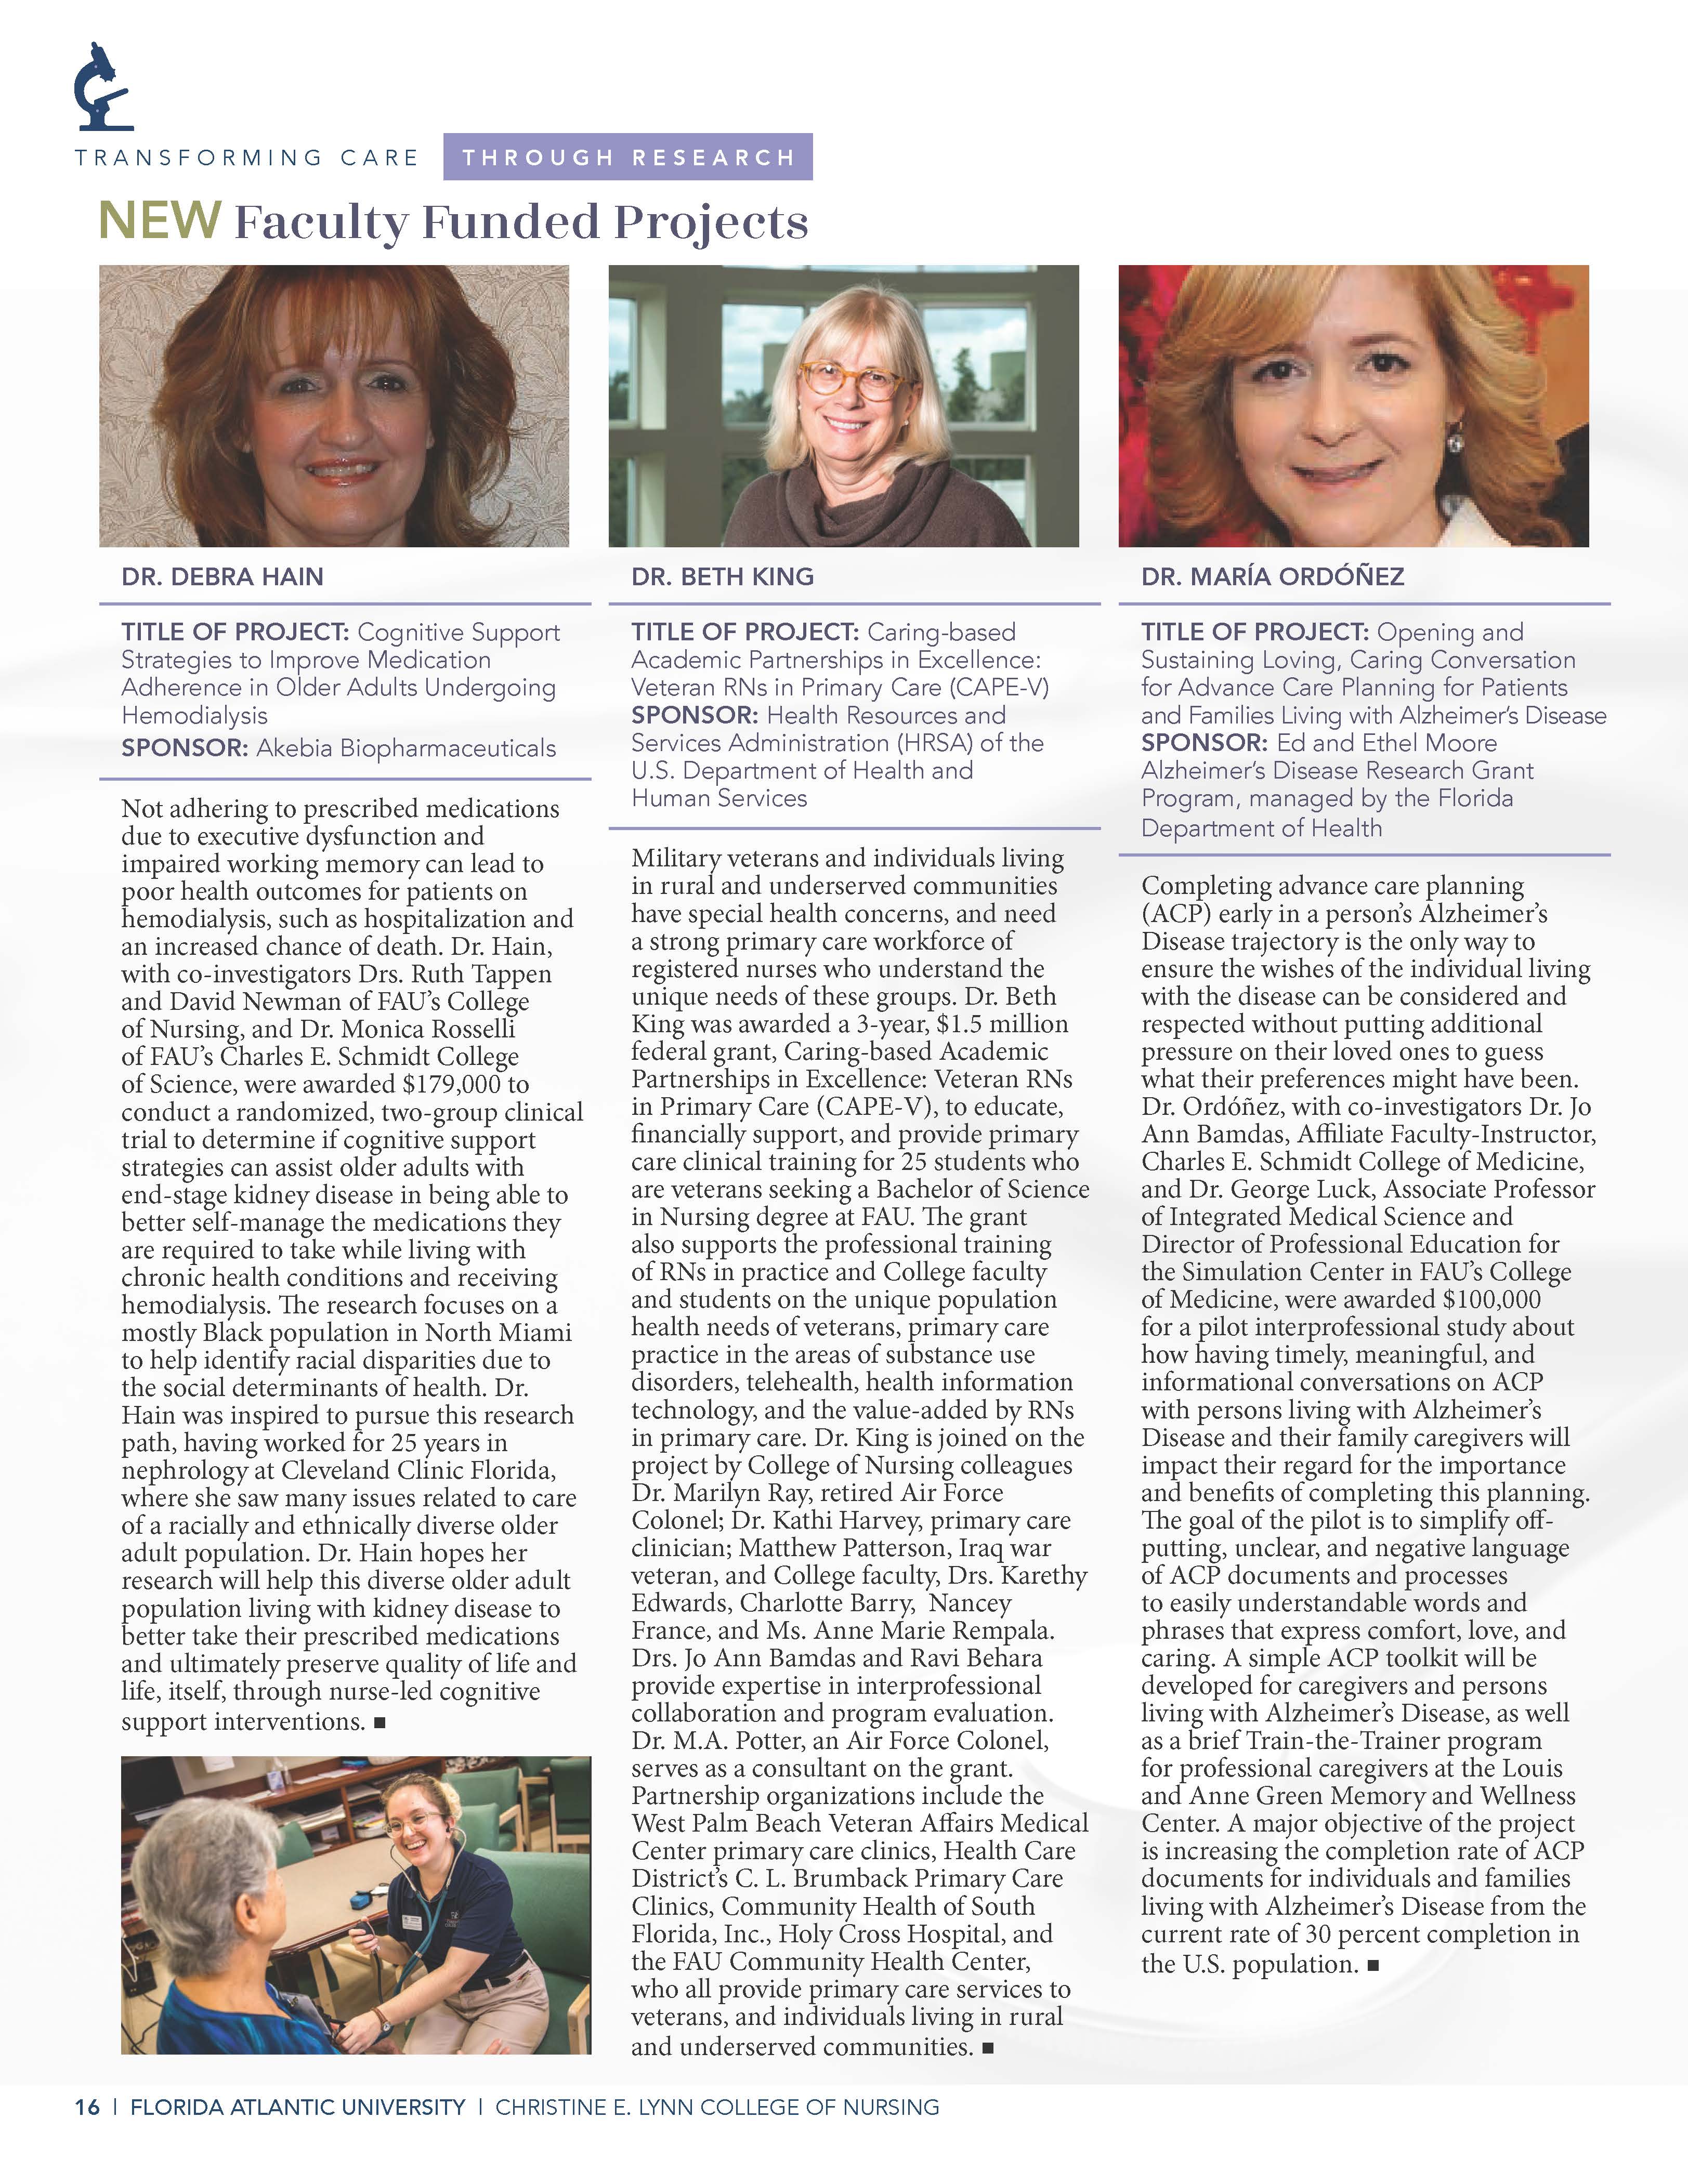 TRANSFORMING CARE THROUGH RESEARCH
NEW Faculty Funded Projects
DR. DEBRA HAIN
TITLE OF PROJECT: Cognitive Support
Strategies to Improve Medication
Adherence in Older Adults Undergoing
Hemodialysis
SPONSOR: Akebia Biopharmaceuticals
Not adhering to prescribed medications
due to executive dysfunction and
impaired working memory can lead to
poor health outcomes for patients on
hemodialysis, such as hospitalization and
an increased chance of death. Dr. Hain,
with co-investigators Drs. Ruth Tappen
and David Newman of FAU's College
of Nursing, and Dr. Monica Rosselli
of FAU's Charles E. Schmidt College
of Science, were awarded $179,000 to
conduct a randomized, two-group clinical
trial to determine if cognitive support
strategies can assist older adults with
end-stage kidney disease in being able to
better self-manage the medications they
are required to take while living with
chronic health conditions and receiving
hemodialysis. The research focuses on a
mostly Black population in North Miami
to help identify racial disparities due to
the social determinants of health. Dr.
Hain was inspired to pursue this research
path, having worked for 25 years in
nephrology at Cleveland Clinic Florida,
where she saw many issues related to care
of a racially and ethnically diverse older
adult population. Dr. Hain hopes her
research will help this diverse older adult
population living with kidney disease to
better take their prescribed medications
and ultimately preserve quality of life and
life, itself, through nurse-led cognitive
support interventions. ■
DR. BETH KING
TITLE OF PROJECT: Caring-based
Academic Partnerships in Excellence:
Veteran RNs in Primary Care (CAPE-V)
SPONSOR: Health Resources and
Services Administration (HRSA) of the
U.S. Department of Health and
Human Services
Military veterans and individuals living
in rural and underserved communities
have special health concerns, and need
a strong primary care workforce of
registered nurses who understand the
unique needs of these groups. Dr. Beth
King was awarded a 3-year, $1.5 million
federal grant, Caring-based Academic
Partnerships in Excellence: Veteran RNs
in Primary Care (CAPE-V), to educate,
financially support, and provide primary
care clinical training for 25 students who
are veterans seeking a Bachelor of Science
in Nursing degree at FAU. The grant
also supports the professional training
of RNs in practice and College faculty
and students on the unique population
health needs of veterans, primary care
practice in the areas of substance use
disorders, telehealth, health information
technology, and the value-added by RNs
in primary care. Dr. King is joined on the
project by College of Nursing colleagues
Dr. Marilyn Ray, retired Air Force
Colonel; Dr. Kathi Harvey, primary care
clinician; Matthew Patterson, Iraq war
veteran, and College faculty, Drs. Karethy
Edwards, Charlotte Barry, Nancey
France, and Ms. Anne Marie Rempala.
Drs. Jo Ann Bamdas and Ravi Behara
provide expertise in interprofessional
collaboration and program evaluation.
Dr. M.A. Potter, an Air Force Colonel,
serves as a consultant on the grant.
Partnership organizations include the
West Palm Beach Veteran Affairs Medical
Center primary care clinics, Health Care
District's C. L. Brumback Primary Care
Clinics, Community Health of South
Florida, Inc., Holy Cross Hospital, and
the FAU Community Health Center,
who all provide primary care services to
veterans, and individuals living in rural
and underserved communities. ■
DR. MARÍA ORDÓÑEZ
TITLE OF PROJECT: Opening and
Sustaining Loving, Caring Conversation
for Advance Care Planning for Patients
and Families Living with Alzheimer's Disease
SPONSOR: Ed and Ethel Moore
Alzheimer's Disease Research Grant
Program, managed by the Florida
Department of Health
Completing advance care planning
(ACP) early in a person's Alzheimer's
Disease trajectory is the only way to
ensure the wishes of the individual living
with the disease can be considered and
respected without putting additional
pressure on their loved ones to guess
what their preferences might have been.
Dr. Ordóñez, with co-investigators Dr. Jo
Ann Bamdas, Affiliate Faculty-Instructor,
Charles E. Schmidt College of Medicine,
and Dr. George Luck, Associate Professor
of Integrated Medical Science and
Director of Professional Education for
the Simulation Center in FAU's College
of Medicine, were awarded $100,000
for a pilot interprofessional study about
how having timely, meaningful, and
informational conversations on ACP
with persons living with Alzheimer's
Disease and their family caregivers will
impact their regard for the importance
and benefits of completing this planning.
The goal of the pilot is to simplify off-
putting, unclear, and negative language
of ACP documents and processes
to easily understandable words and
phrases that express comfort, love, and
caring. A simple ACP toolkit will be
developed for caregivers and persons
living with Alzheimer's Disease, as well
as a brief Train-the-Trainer program
for professional caregivers at the Louis
and Anne Green Memory and Wellness
Center. A major objective of the project
is increasing the completion rate of ACP
documents for individuals and families
living with Alzheimer's Disease from the
current rate of 30 percent completion in
the U.S. population. ■
16 | FLORIDA ATLANTIC UNIVERSITY | CHRISTINE E. LYNN COLLEGE OF NURSING